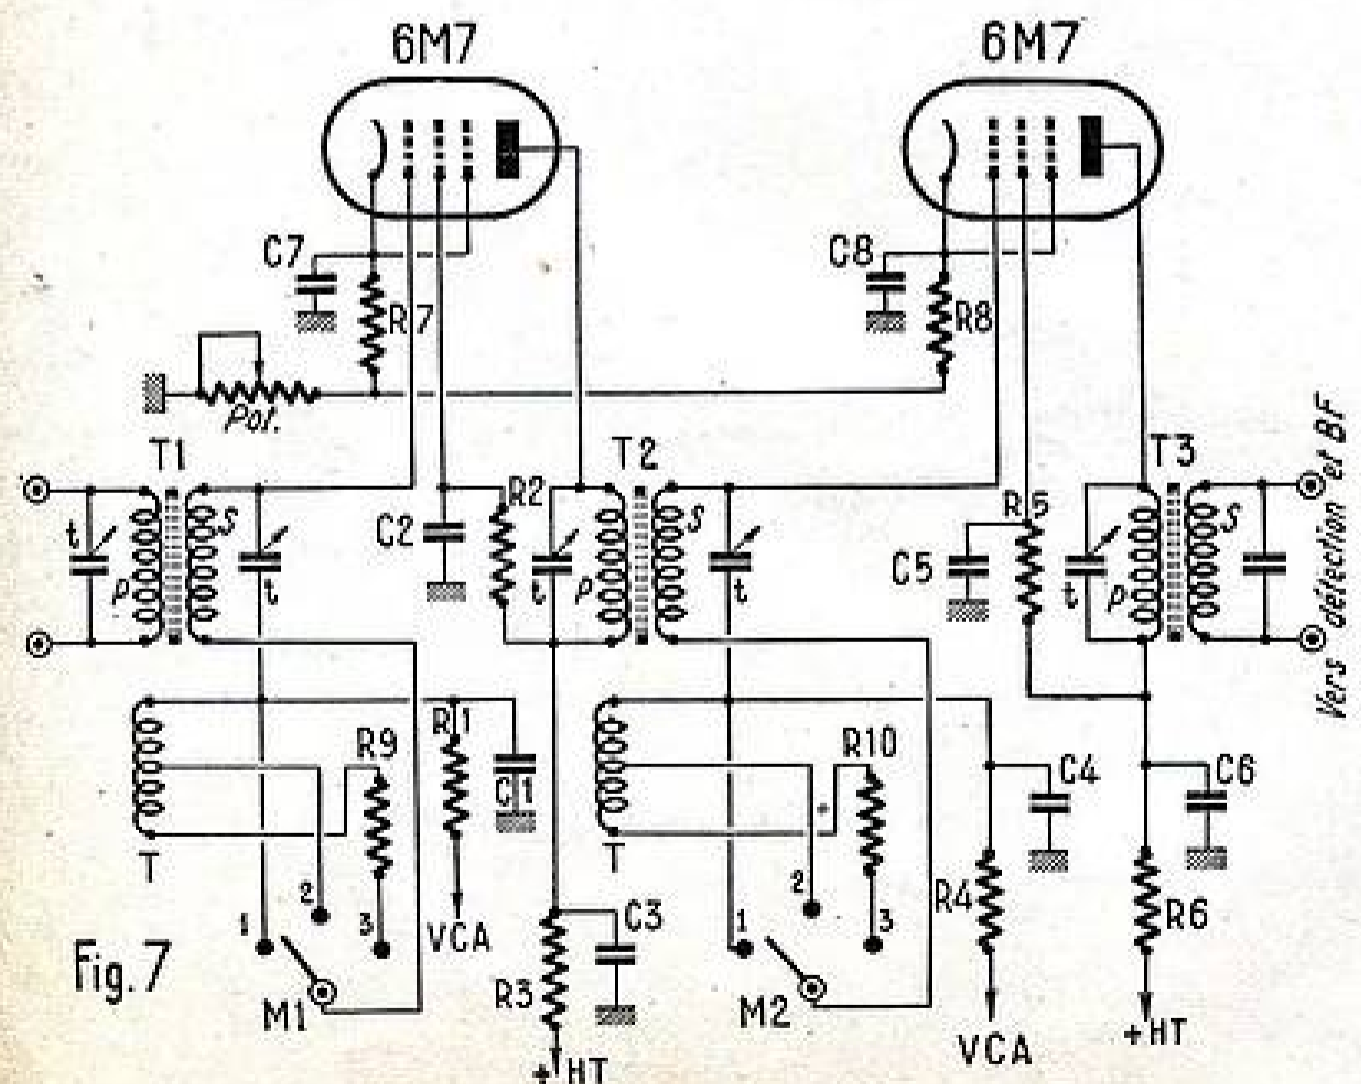 6M7
6M7
C7
R7
C8
R8
Pot.
T1
T2
T3
t
P
S
t
C2
R2
t
P
S
t
C5
R5
t
P
S
Vers détection et BF
T
R9
R1
C1
T
R10
C4
C6
1
2
3
M1
VCA
R3
C3
+HT
1
2
3
M2
R4
VCA
R6
+HT
Fig. 7